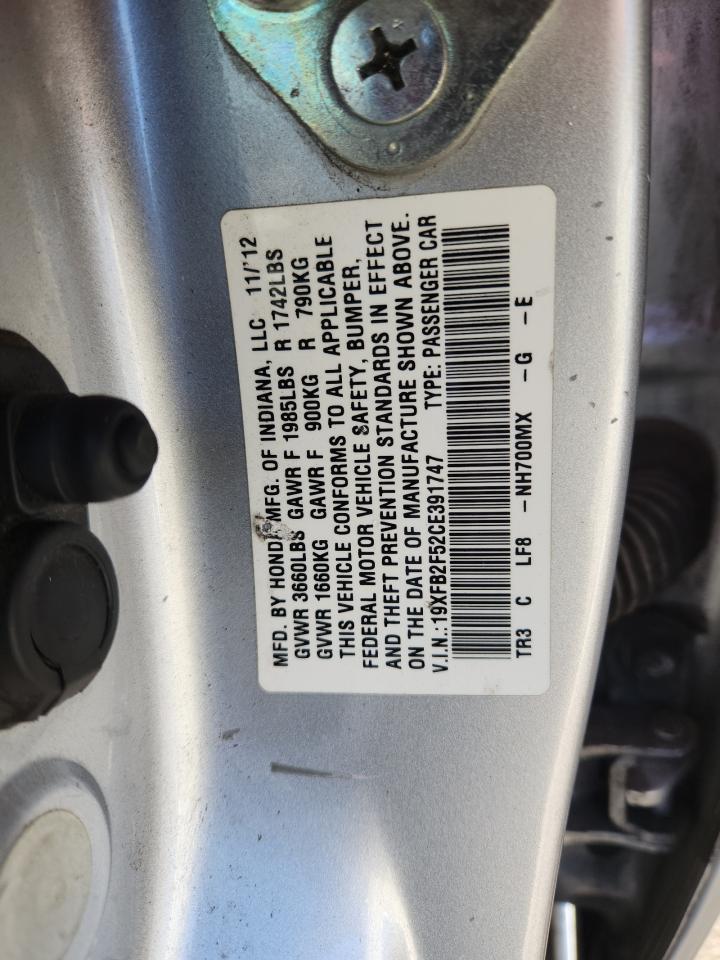 MFD. BY HONDA MFG. OF INDIANA, LLC 11/'12
GVWR 3660LBS GAWR F 1985LBS R 1742LBS
GVWR 1660KG GAWR F 900KG R 790KG
THIS VEHICLE CONFORMS TO ALL APPLICABLE
FEDERAL MOTOR VEHICLE SAFETY, BUMPER,
AND THEFT PREVENTION STANDARDS IN EFFECT
ON THE DATE OF MANUFACTURE SHOWN ABOVE.
V.I.N.:19XFB2F52CE391747 TYPE: PASSENGER CAR
TR3 C LF8 -NH700MX -G -E